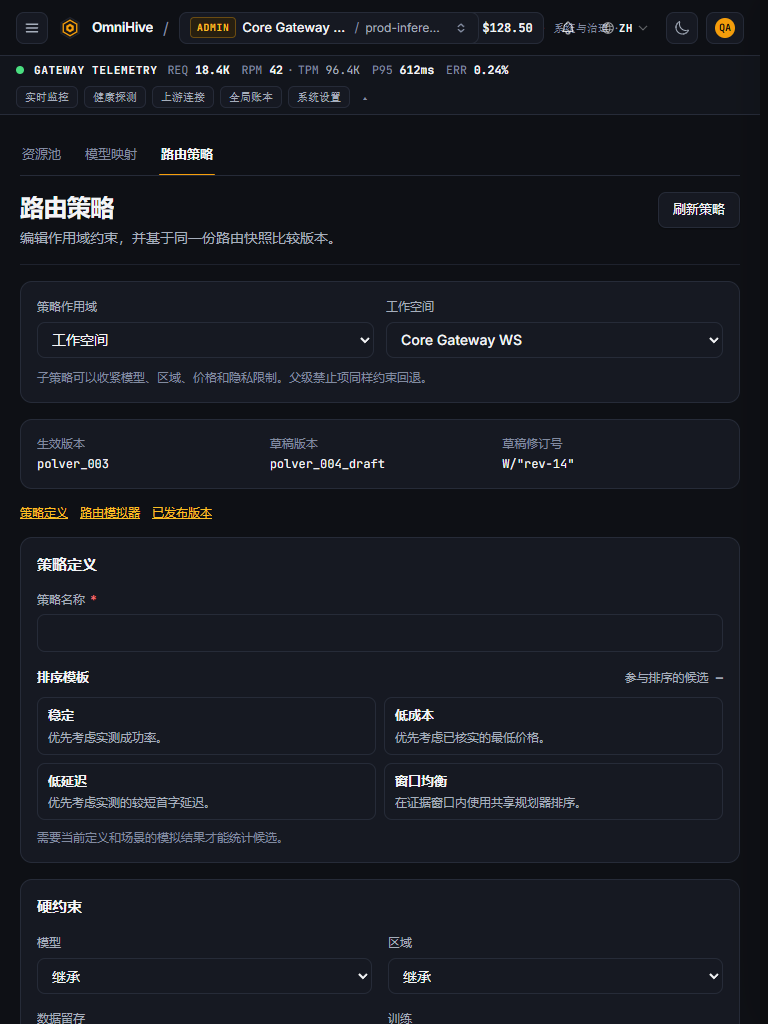 OmniHive / ADMIN Core Gateway ... / prod-infere... $128.50 系统与治理 ZH QA
GATEWAY TELEMETRY REQ 18.4K RPM 42 · TPM 96.4K P95 612ms ERR 0.24%
实时监控 健康探测 上游连接 全局账本 系统设置
资源池 模型映射 路由策略
路由策略
刷新策略
编辑作用域约束，并基于同一份路由快照比较版本。
策略作用域 工作空间
工作空间 Core Gateway WS
子策略可以收紧模型、区域、价格和隐私限制。父级禁止项同样约束回退。
生效版本 草稿版本 草稿修订号
polver_003 polver_004_draft W/"rev-14"
策略定义 路由模拟器 已发布版本
策略定义
策略名称 *
排序模板 参与排序的候选 —
稳定 低成本
优先考虑实测成功率。 优先考虑已核实的最低价格。
低延迟 窗口均衡
优先考虑实测的较短首字延迟。 在证据窗口内使用共享规划器排序。
需要当前定义和场景的模拟结果才能统计候选。
硬约束
模型 区域
继承 继承
数据留存 训练